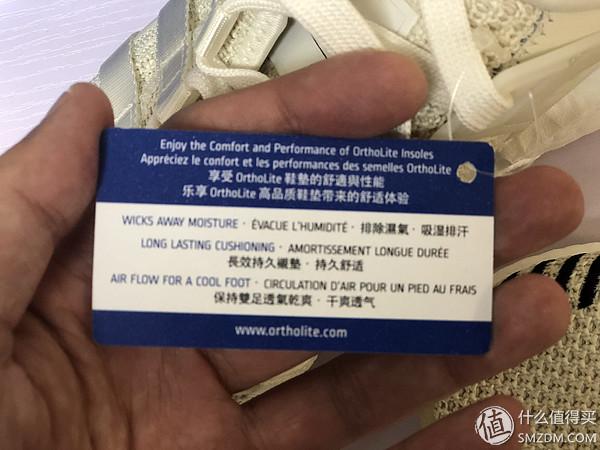 Enjoy the Comfort and Performance of OrthoLite Insoles
Appréciez le confort et les performances des semelles OrthoLite
享受 OrthoLite 鞋墊的舒適與性能
乐享 OrthoLite 高品质鞋垫带来的舒适体验
WICKS AWAY MOISTURE · ÉVACUE L'HUMIDITÉ · 排除濕氣 · 吸湿排汗
LONG LASTING CUSHIONING · AMORTISSEMENT LONGUE DURÉE
長效持久襯墊 · 持久舒适
AIR FLOW FOR A COOL FOOT · CIRCULATION D'AIR POUR UN PIED AU FRAIS
保持雙足透氣乾爽 · 干爽透气
www.ortholite.com
值 什么值得买
SMZDM.COM